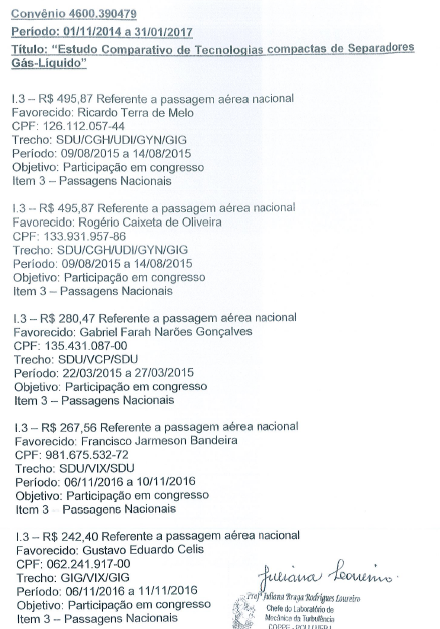 Convênio 4600.390479
Período: 01/11/2014 a 31/01/2017
Título: “Estudo Comparativo de Tecnologias compactas de Separadores
Gás-Liquido”
I.3 – R$ 495,87 Referente a passagem aérea nacional
Favorecido: Ricardo Terra de Melo
CPF: 126.112.057-44
Trecho: SDU/CGH/UDI/GYN/GIG
Período: 09/08/2015 a 14/08/2015
Objetivo: Participação em congresso
Item 3 – Passagens Nacionais
I.3 – R$ 495,87 Referente a passagem aérea nacional
Favorecido: Rogério Caixeta de Oliveira
CPF: 133.931.957-86
Trecho: SDU/CGH/UDI/GYN/GIG
Período: 09/08/2015 a 14/08/2015
Objetivo: Participação em congresso
Item 3 – Passagens Nacionais
I.3 – R$ 280,47 Referente a passagem aérea nacional
Favorecido: Gabriel Farah Narões Gonçalves
CPF: 135.431.087-00
Trecho: SDU/VCP/SDU
Período: 22/03/2015 a 27/03/2015
Objetivo: Participação em congresso
Item 3 – Passagens Nacionais
I.3 – R$ 267,56 Referente a passagem aérea nacional
Favorecido: Francisco Jarmeson Bandeira
CPF: 981.675.532-72
Trecho: SDU/VIX/SDU
Período: 06/11/2016 a 10/11/2016
Objetivo: Participação em congresso
Item 3 – Passagens Nacionais
I.3 – R$ 242,40 Referente a passagem aérea nacional
Favorecido: Gustavo Eduardo Celis
CPF: 062.241.917-00
Trecho: GIG/VIX/GIG
Período: 06/11/2016 a 11/11/2016
Objetivo: Participação em congresso
Item 3 – Passagens Nacionais
Juliana Loureiro
Profª Juliana Braga Rodrigues Loureiro
Chefe do Laboratório de
Mecânica da Turbulência
COPPE - POLI/UFRJ